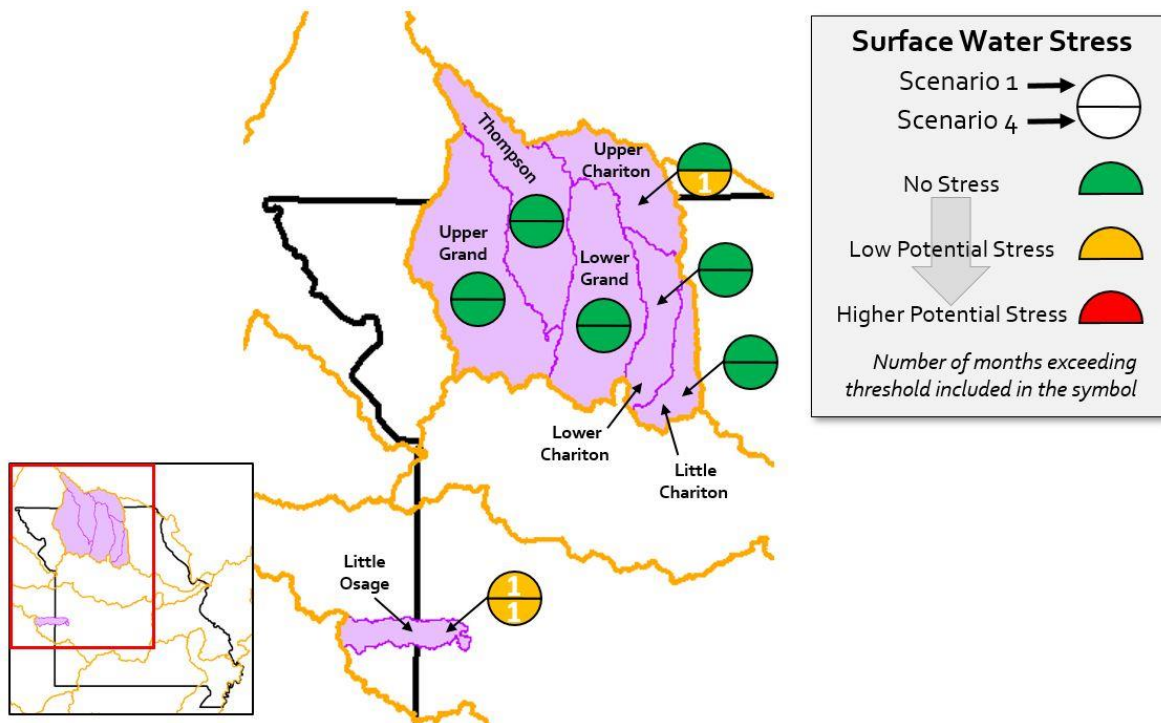 Surface Water Stress
Scenario 1
Scenario 4
No Stress
Low Potential Stress
Higher Potential Stress
Number of months exceeding
threshold included in the symbol
Thompson
Upper
Chariton
1
Upper
Grand
Lower
Grand
Lower
Chariton
Little
Chariton
Little
Osage
1
1